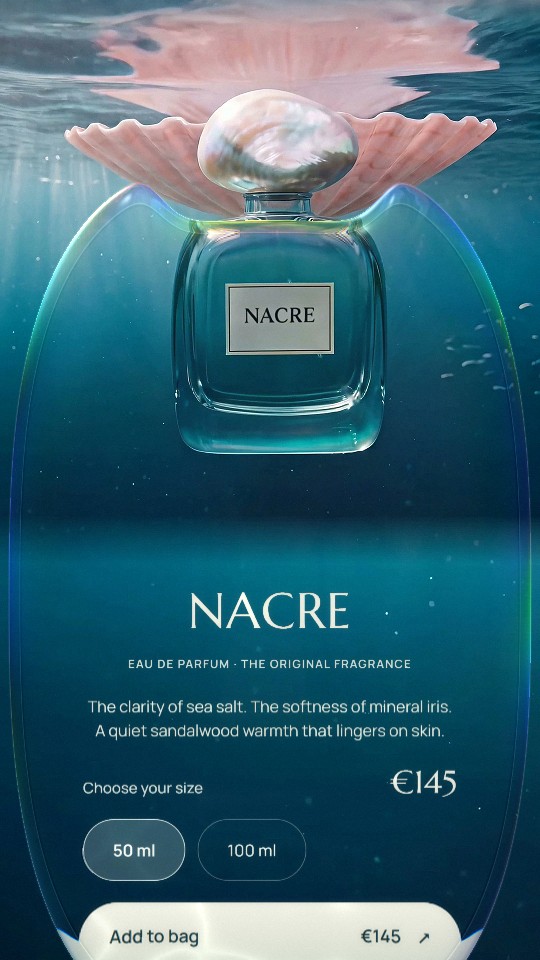 NACRE
NACRE
EAU DE PARFUM · THE ORIGINAL FRAGRANCE
The clarity of sea salt. The softness of mineral iris.
A quiet sandalwood warmth that lingers on skin.
Choose your size
€145
50 ml
100 ml
Add to bag
€145 ↗